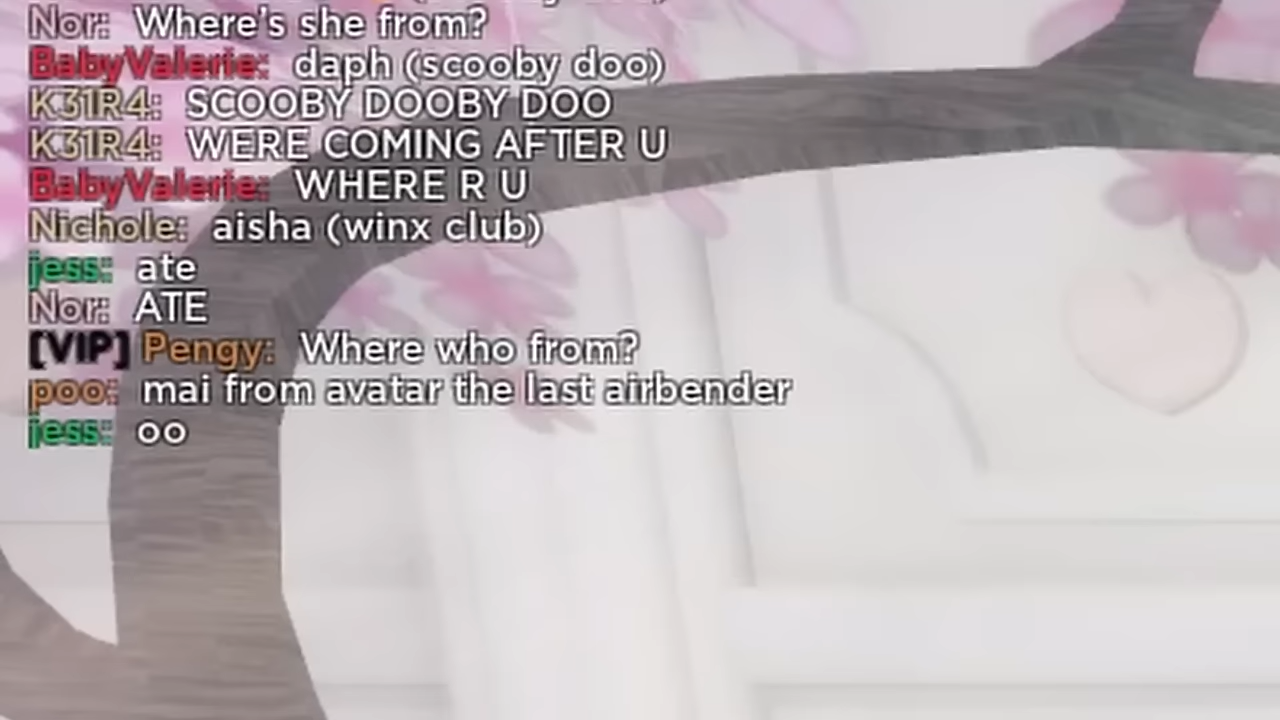 Nor: Where's she from?
BabyValerie: daph (scooby doo)
K31R4: SCOOBY DOOBY DOO
K31R4: WERE COMING AFTER U
BabyValerie: WHERE R U
Nichole: aisha (winx club)
jess: ate
Nor: ATE
[VIP] Pengy: Where who from?
poo: mai from avatar the last airbender
jess: oo